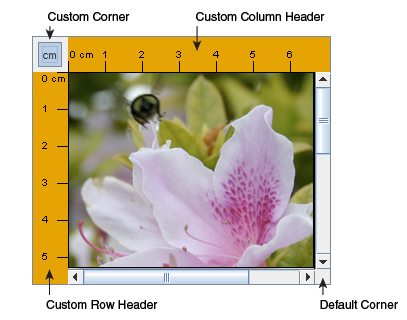 Custom Corner
Custom Column Header
cm
0 cm 1 2 3 4 5 6
0 cm
1
2
3
4
5
Custom Row Header
Default Corner